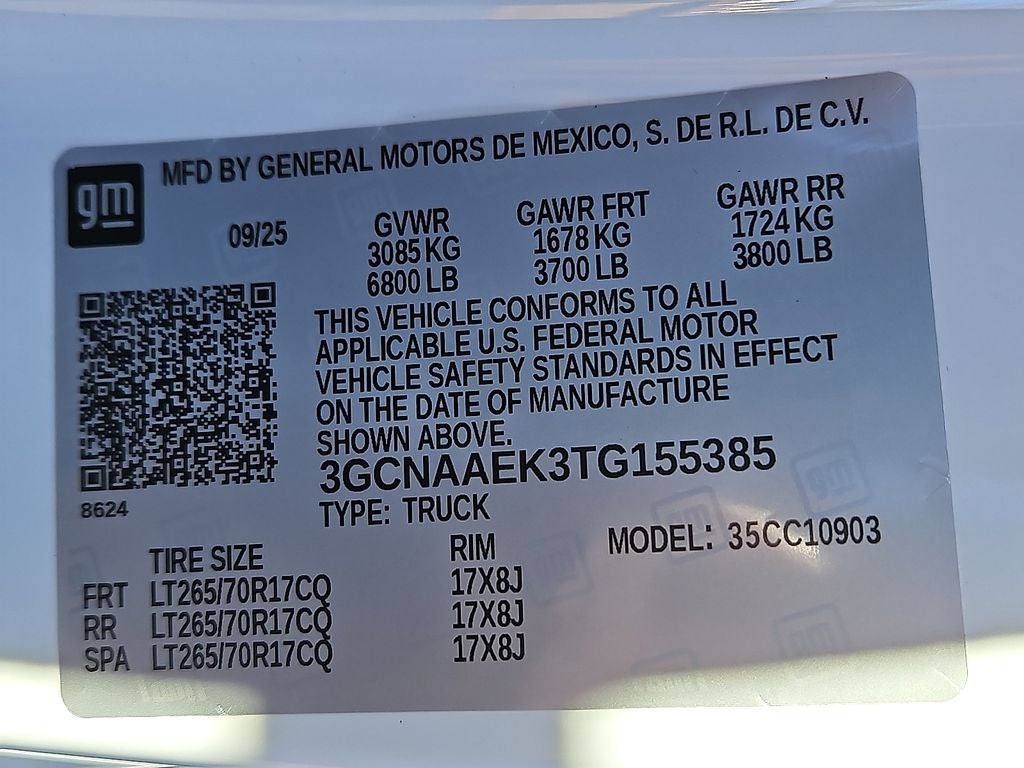 gm
MFD BY GENERAL MOTORS DE MEXICO, S. DE R.L. DE C.V.
09/25
GVWR GAWR FRT GAWR RR
3085 KG 1678 KG 1724 KG
6800 LB 3700 LB 3800 LB
THIS VEHICLE CONFORMS TO ALL
APPLICABLE U.S. FEDERAL MOTOR
VEHICLE SAFETY STANDARDS IN EFFECT
ON THE DATE OF MANUFACTURE
SHOWN ABOVE.
3GCNAAEK3TG155385
8624
TYPE: TRUCK
MODEL: 35CC10903
TIRE SIZE RIM
FRT LT265/70R17CQ 17X8J
RR LT265/70R17CQ 17X8J
SPA LT265/70R17CQ 17X8J